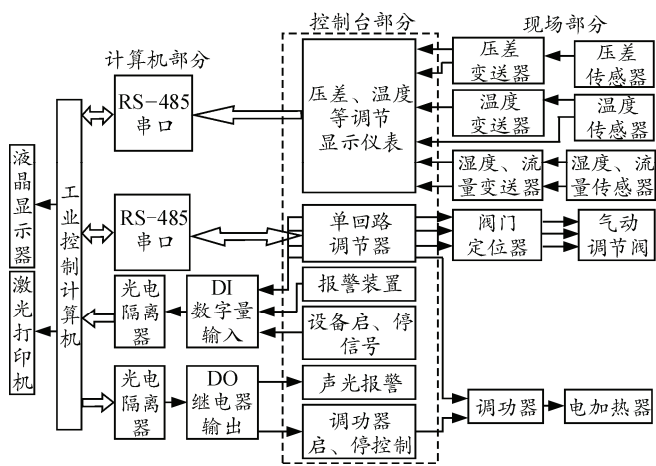 控制台部分
现场部分
计算机部分
RS-485
串口
压差、温度
等调节
显示仪表
压差
变送器
压差
传感器
温度
变送器
温度
传感器
湿度、流
量变送器
湿度、流
量传感器
液晶显示器
激光打印机
工业控制计算机
RS-485
串口
单回路
调节器
阀门
定位器
气动
调节阀
光电
隔离
器
DI
数字量
输入
报警装置
设备启、停
信号
光电
隔离
器
DO
继电器
输出
声光报警
调功器
启、停控制
调功器
电加热器